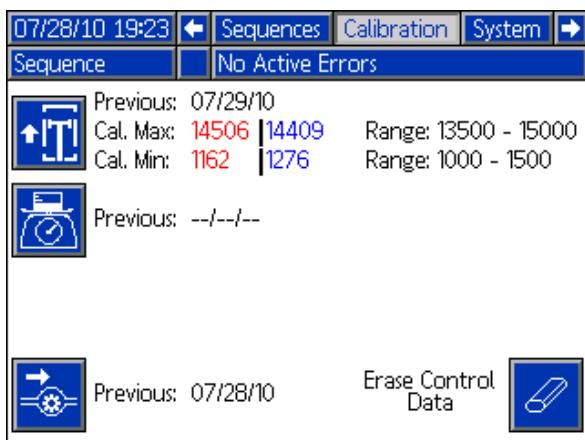 07/28/10 19:23 Sequences Calibration System
Sequence No Active Errors
Previous: 07/29/10
Cal. Max: 14506 14409 Range: 13500 - 15000
Cal. Min: 1162 1276 Range: 1000 - 1500
Previous: --/--/--
Previous: 07/28/10
Erase Control
Data